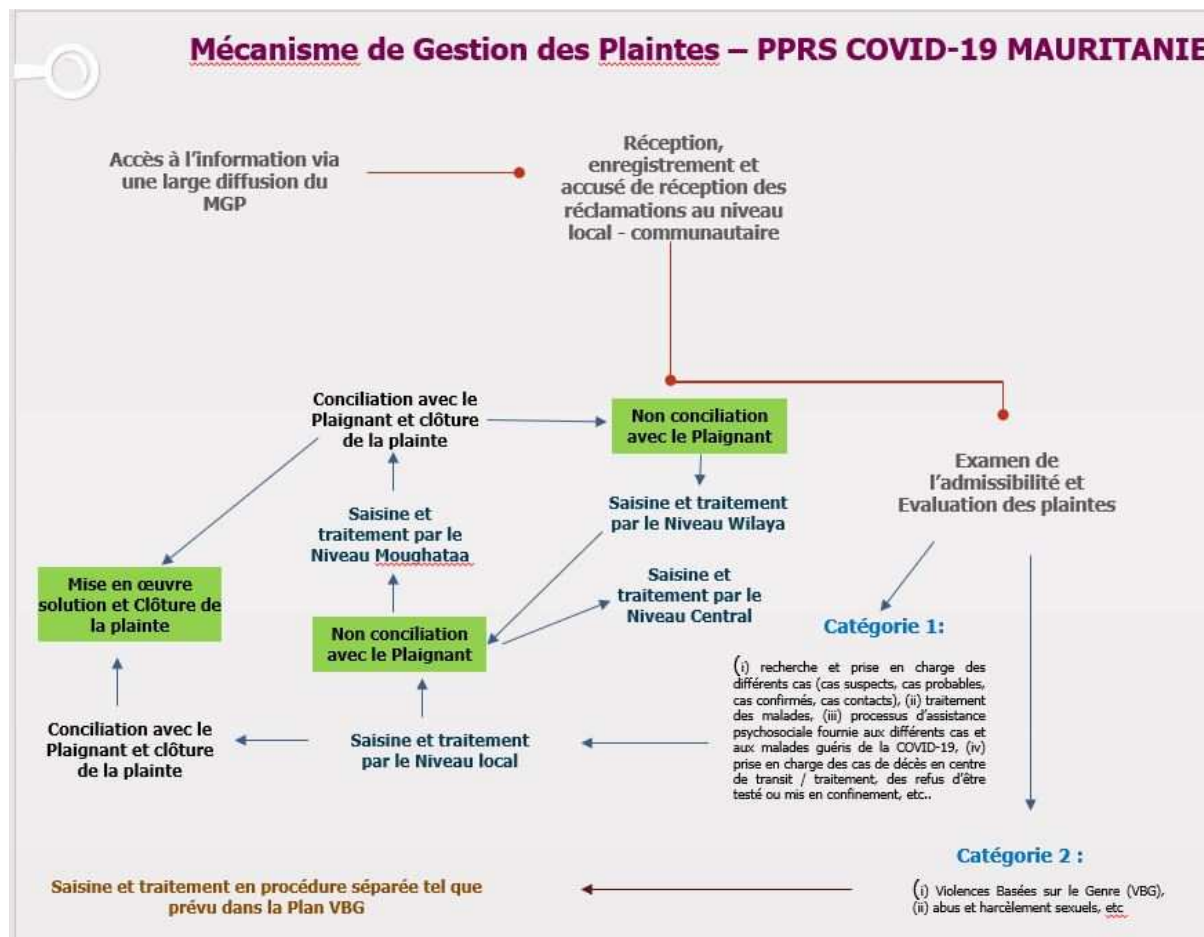 Mécanisme de Gestion des Plaintes – PPRS COVID-19 MAURITANIE
Accès à l'information via
une large diffusion du
MGP
Réception,
enregistrement et
accusé de réception des
réclamations au niveau
local - communautaire
Conciliation avec le
Plaignant et clôture
de la plainte
Non conciliation
avec le Plaignant
Examen de
l'admissibilité et
Evaluation des plaintes
Saisine et
traitement par le
Niveau Moughataa
Saisine et traitement
par le Niveau Wilaya
Mise en œuvre
solution et Clôture de
la plainte
Saisine et
traitement par le
Niveau Central
Non conciliation
avec le Plaignant
Catégorie 1:
(i) recherche et prise en charge des
différents cas (cas suspects, cas probables,
cas confirmés, cas contacts), (ii) traitement
des malades, (iii) processus d'assistance
psychosociale fournie aux différents cas et
aux malades guéris de la COVID-19, (iv)
prise en charge des cas de décès en centre
de transit / traitement, des refus d'être
testé ou mis en confinement, etc..
Conciliation avec le
Plaignant et clôture
de la plainte
Saisine et traitement
par le Niveau local
Catégorie 2 :
(i) Violences Basées sur le Genre (VBG),
(ii) abus et harcèlement sexuels, etc
Saisine et traitement en procédure séparée tel que
prévu dans la Plan VBG